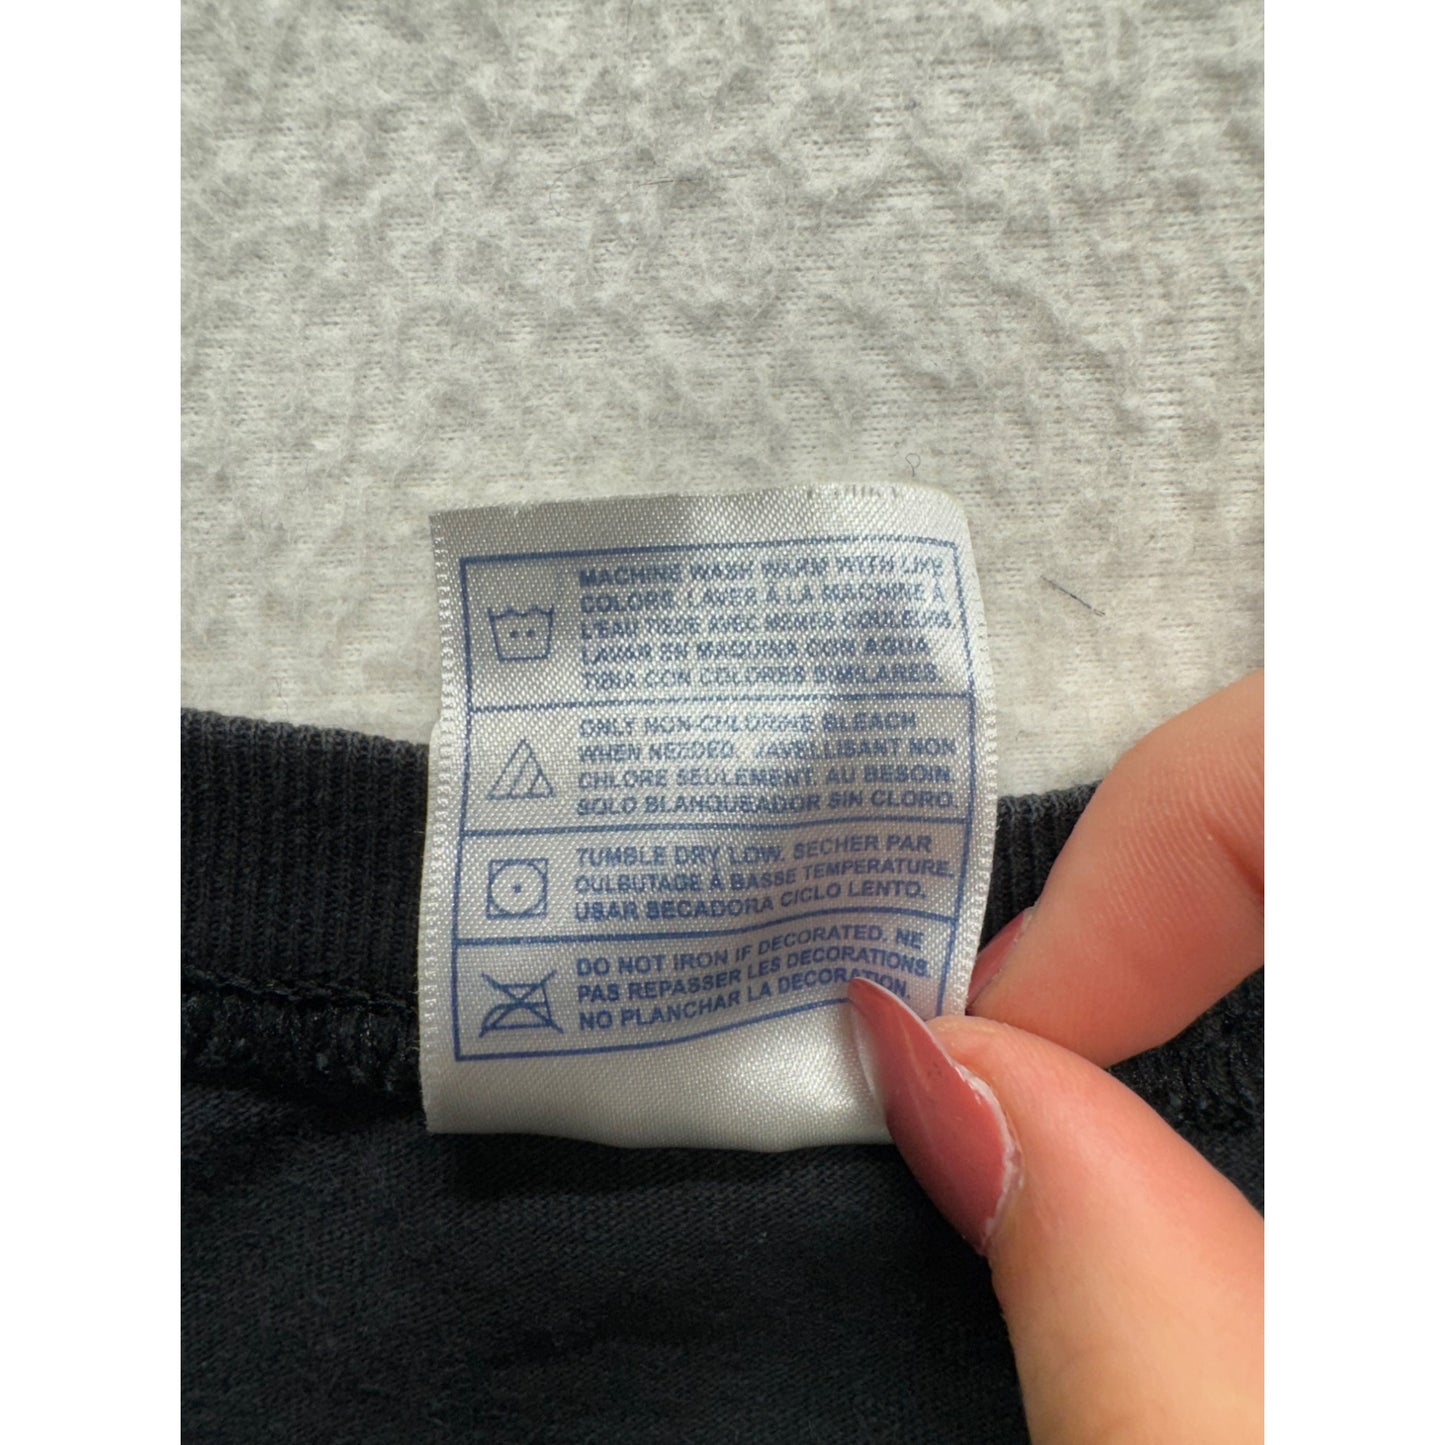 MACHINE WASH WARM WITH LIKE
COLORS. LAVER À LA MACHINE À
L'EAU TIEDE AVEC MEMES COULEURS.
LAVAR EN MAQUINA CON AGUA
TIBIA CON COLORES SIMILARES.
ONLY NON-CHLORINE BLEACH
WHEN NEEDED. JAVELLISANT NON
CHLORE SEULEMENT. AU BESOIN.
SOLO BLANQUEADOR SIN CLORO.
TUMBLE DRY LOW. SECHER PAR
CULBUTAGE À BASSE TEMPERATURE.
USAR SECADORA CICLO LENTO.
DO NOT IRON IF DECORATED. NE
PAS REPASSER LES DECORATIONS.
NO PLANCHAR LA DECORATION.